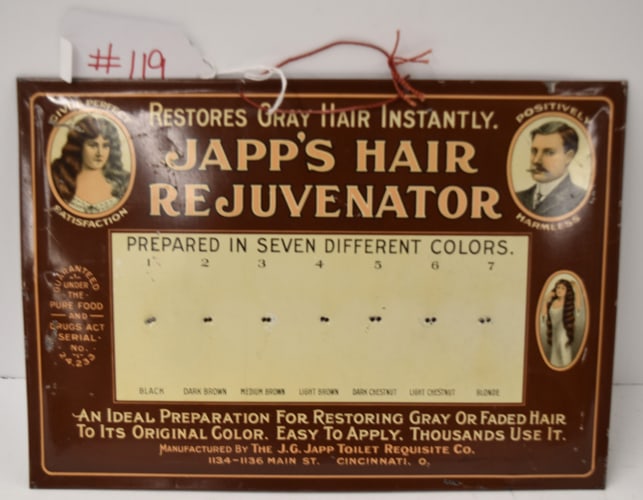 #119
GIVES PERFECT
SATISFACTION
RESTORES GRAY HAIR INSTANTLY.
POSITIVELY
HARMLESS
JAPP'S HAIR
REJUVENATOR
PREPARED IN SEVEN DIFFERENT COLORS.
1 2 3 4 5 6 7
BLACK DARK BROWN MEDIUM BROWN LIGHT BROWN DARK CHESTNUT LIGHT CHESTNUT BLONDE
GUARANTEED
UNDER
THE
PURE FOOD
AND
DRUGS ACT
SERIAL
NO.
AN IDEAL PREPARATION FOR RESTORING GRAY OR FADED HAIR
TO ITS ORIGINAL COLOR. EASY TO APPLY. THOUSANDS USE IT.
MANUFACTURED BY THE J.G. JAPP TOILET REQUISITE CO.
1134-1136 MAIN ST. CINCINNATI, O.